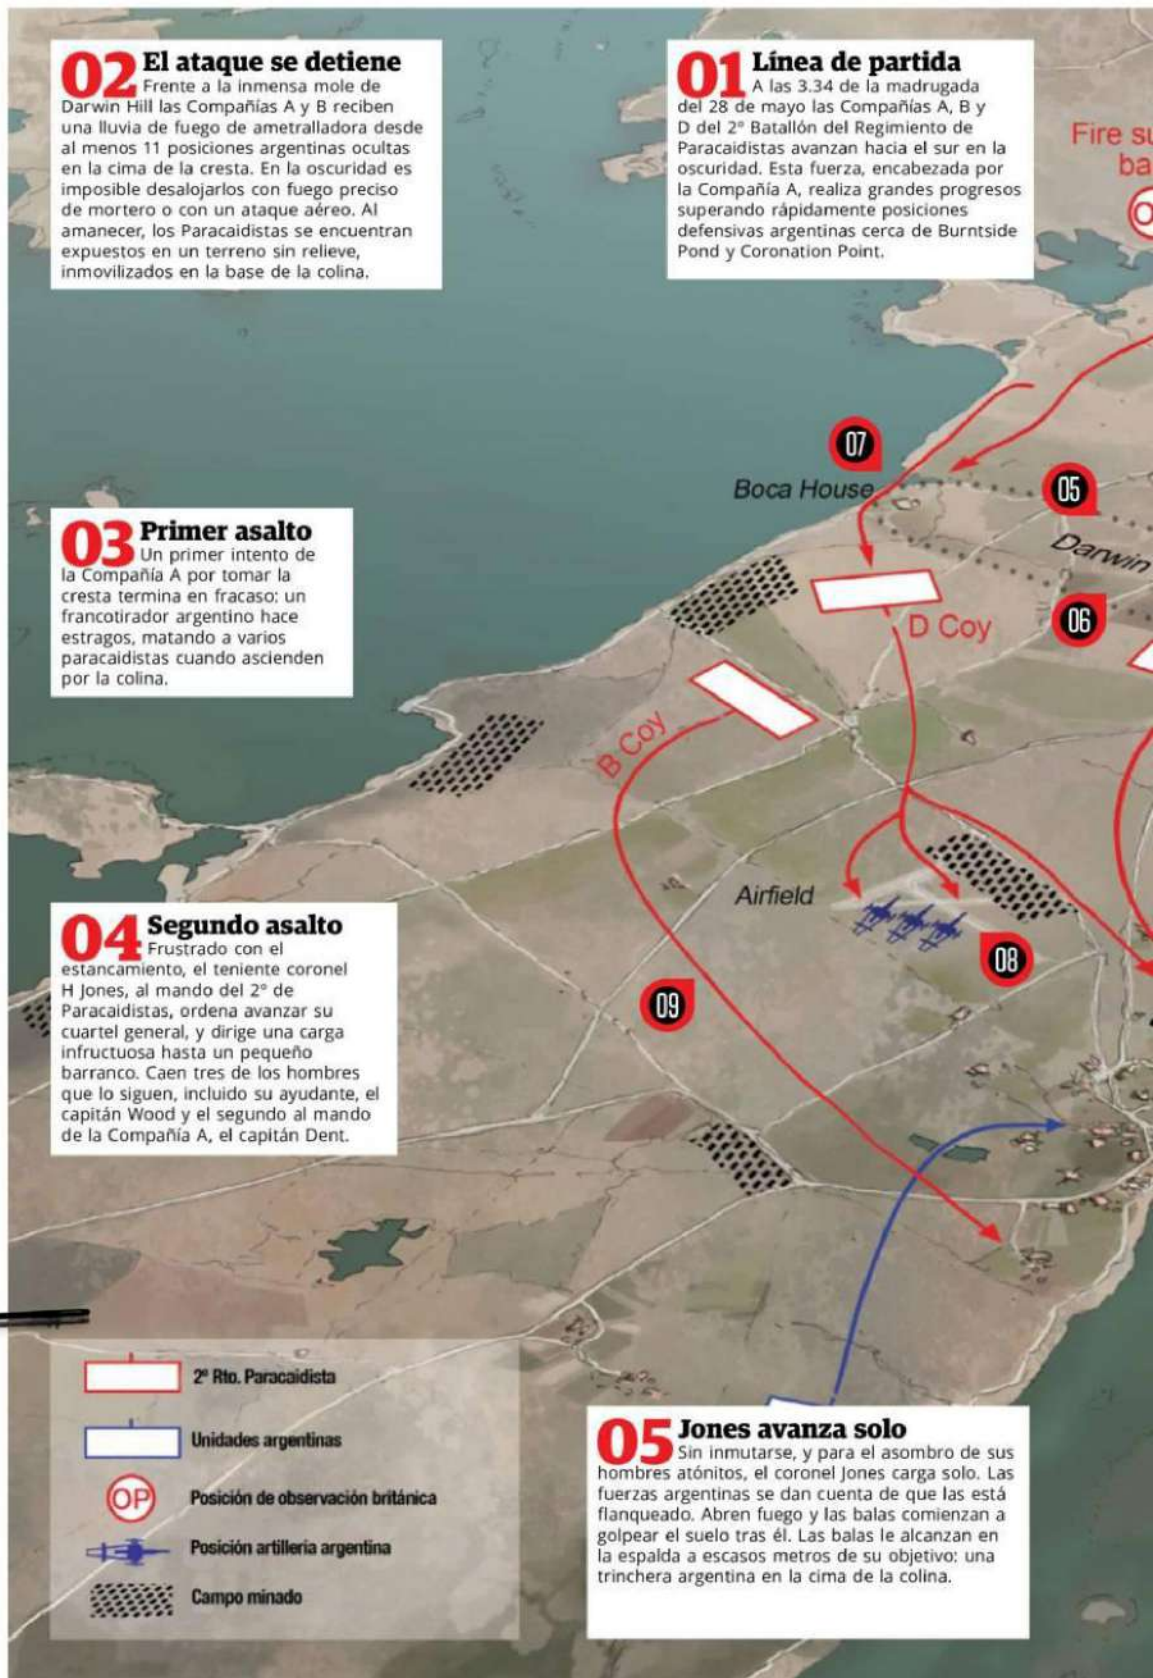 02 El ataque se detiene
Frente a la inmensa mole de
Darwin Hill las Compañías A y B reciben
una lluvia de fuego de ametralladora desde
al menos 11 posiciones argentinas ocultas
en la cima de la cresta. En la oscuridad es
imposible desalojarlos con fuego preciso
de mortero o con un ataque aéreo. Al
amanecer, los Paracaidistas se encuentran
expuestos en un terreno sin relieve,
inmovilizados en la base de la colina.
01 Línea de partida
A las 3.34 de la madrugada
del 28 de mayo las Compañías A, B y
D del 2º Batallón del Regimiento de
Paracaidistas avanzan hacia el sur en la
oscuridad. Esta fuerza, encabezada por
la Compañía A, realiza grandes progresos
superando rápidamente posiciones
defensivas argentinas cerca de Burntside
Pond y Coronation Point.
Fire su
ba
07
Boca House
05
Darwin
06
D Coy
B Coy
Airfield
08
09
03 Primer asalto
Un primer intento de
la Compañía A por tomar la
cresta termina en fracaso: un
francotirador argentino hace
estragos, matando a varios
paracaidistas cuando ascienden
por la colina.
04 Segundo asalto
Frustrado con el
estancamiento, el teniente coronel
H Jones, al mando del 2º de
Paracaidistas, ordena avanzar su
cuartel general, y dirige una carga
infructuosa hasta un pequeño
barranco. Caen tres de los hombres
que lo siguen, incluido su ayudante, el
capitán Wood y el segundo al mando
de la Compañía A, el capitán Dent.
2º Rto. Paracaidista
Unidades argentinas
OP Posición de observación británica
Posición artilleria argentina
Campo minado
05 Jones avanza solo
Sin inmutarse, y para el asombro de sus
hombres atónitos, el coronel Jones carga solo. Las
fuerzas argentinas se dan cuenta de que las está
flanqueado. Abren fuego y las balas comienzan a
golpear el suelo tras él. Las balas le alcanzan en
la espalda a escasos metros de su objetivo: una
trinchera argentina en la cima de la colina.